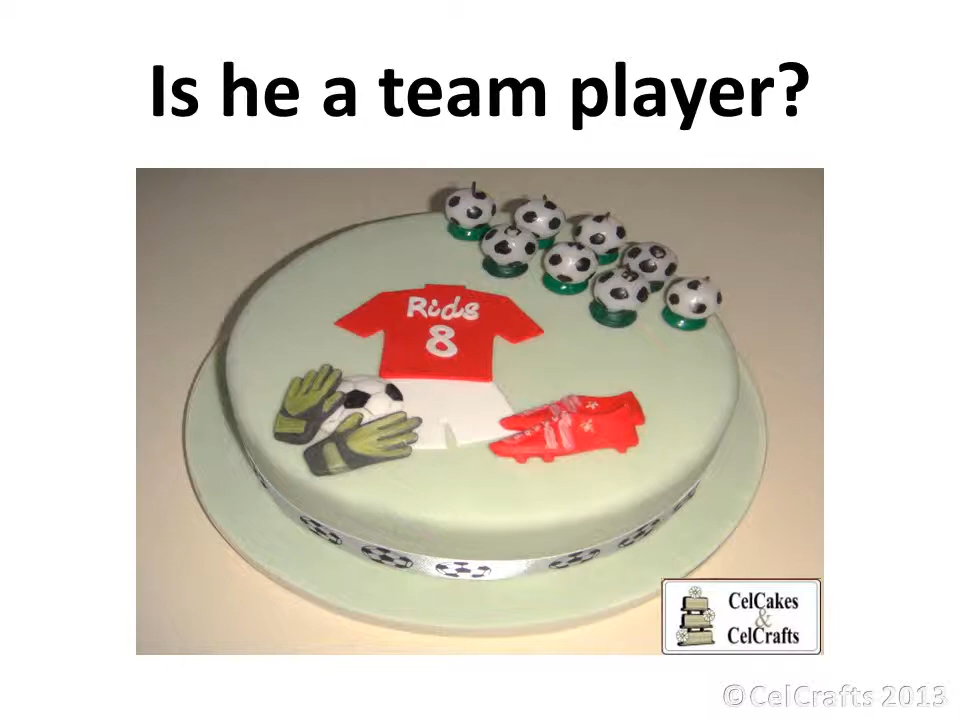 Is he a team player?
Rids
8
CelCakes
&
CelCrafts
©CelCrafts 2013